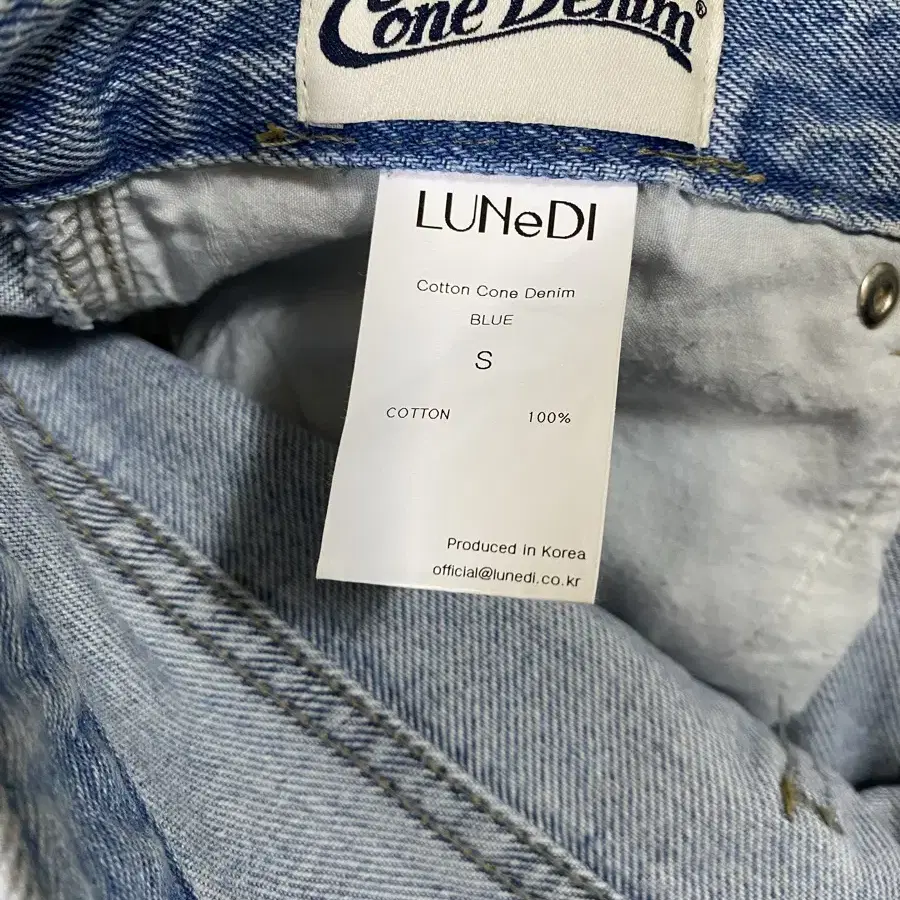 Cone Denim®
LUNeDI
Cotton Cone Denim
BLUE
S
COTTON 100%
Produced in Korea
official@lunedi.co.kr